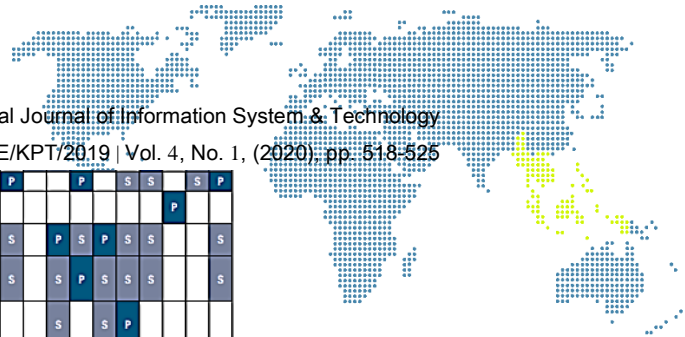 al Journal of Information System & Technology
E/KPT/2019 | Vol. 4, No. 1, (2020), pp. 518-525
P P S S S P
P
S P S P S S S
S S P S S S S
S S P